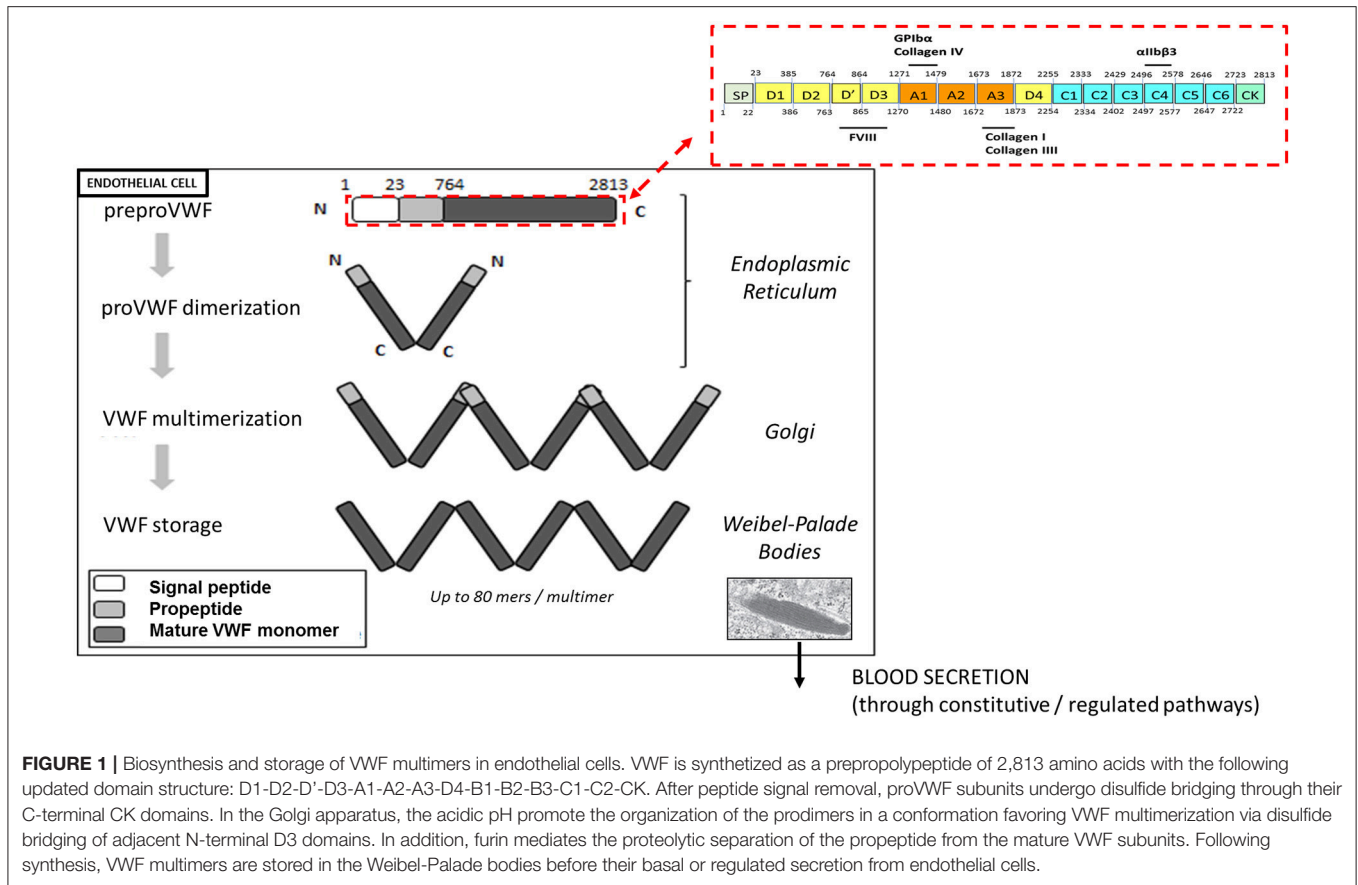 GPIbα
Collagen IV
αIIbβ3
23 385 764 864 1271 1479 1673 1872 2255 2333 2429 2496 2578 2646 2723 2813
SP D1 D2 D' D3 A1 A2 A3 D4 C1 C2 C3 C4 C5 C6 CK
1 22 386 763 865 1270 1480 1672 1873 2254 2334 2402 2497 2577 2647 2722
FVIII
Collagen I
Collagen IIII
ENDOTHELIAL CELL
1 23 764 2813
preproVWF
N C
N N
Endoplasmic
Reticulum
proVWF dimerization
C C
VWF multimerization
Golgi
VWF storage
Weibel-Palade
Bodies
Signal peptide
Propeptide
Mature VWF monomer
Up to 80 mers / multimer
BLOOD SECRETION
(through constitutive / regulated pathways)
FIGURE 1 | Biosynthesis and storage of VWF multimers in endothelial cells. VWF is synthetized as a prepropolypeptide of 2,813 amino acids with the following
updated domain structure: D1-D2-D'-D3-A1-A2-A3-D4-B1-B2-B3-C1-C2-CK. After peptide signal removal, proVWF subunits undergo disulfide bridging through their
C-terminal CK domains. In the Golgi apparatus, the acidic pH promote the organization of the prodimers in a conformation favoring VWF multimerization via disulfide
bridging of adjacent N-terminal D3 domains. In addition, furin mediates the proteolytic separation of the propeptide from the mature VWF subunits. Following
synthesis, VWF multimers are stored in the Weibel-Palade bodies before their basal or regulated secretion from endothelial cells.